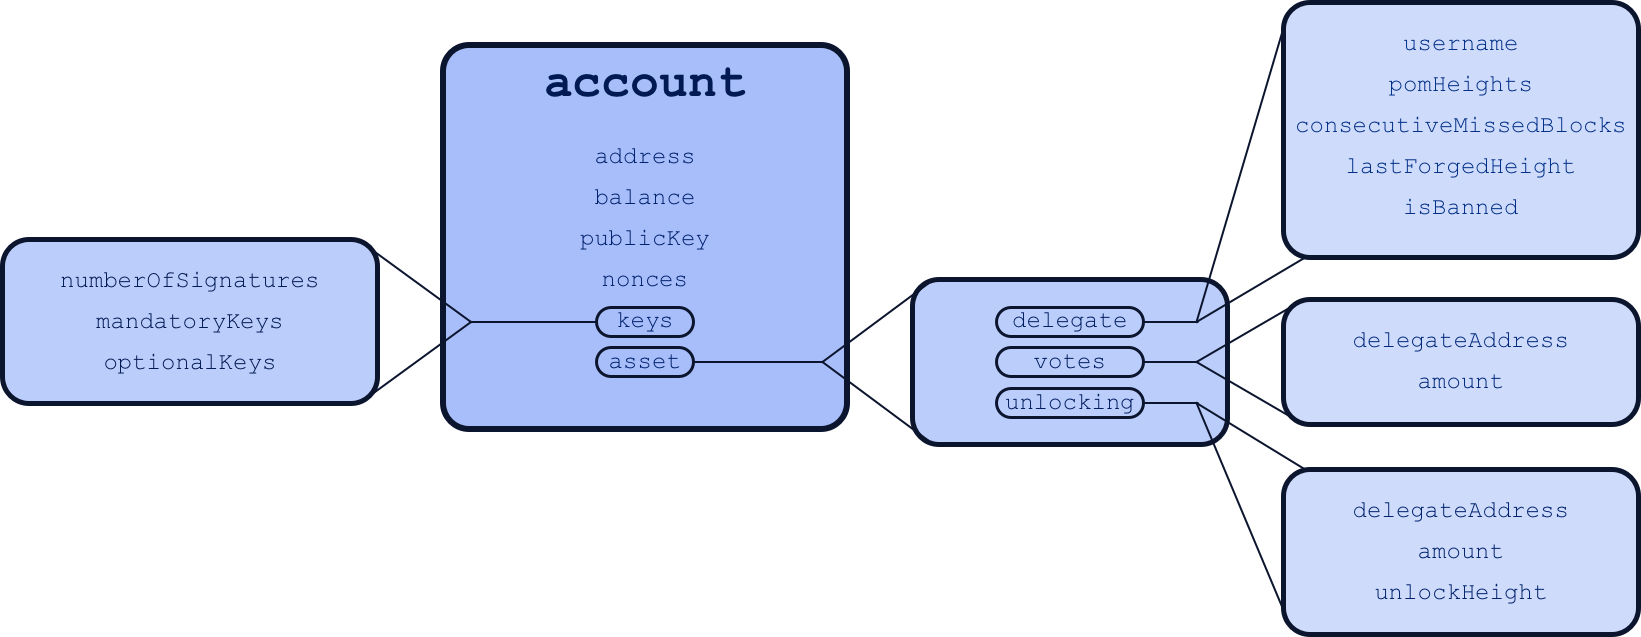 account
address
balance
publicKey
nonces
keys
asset
numberOfSignatures
mandatoryKeys
optionalKeys
delegate
votes
unlocking
username
pomHeights
consecutiveMissedBlocks
lastForgedHeight
isBanned
delegateAddress
amount
delegateAddress
amount
unlockHeight